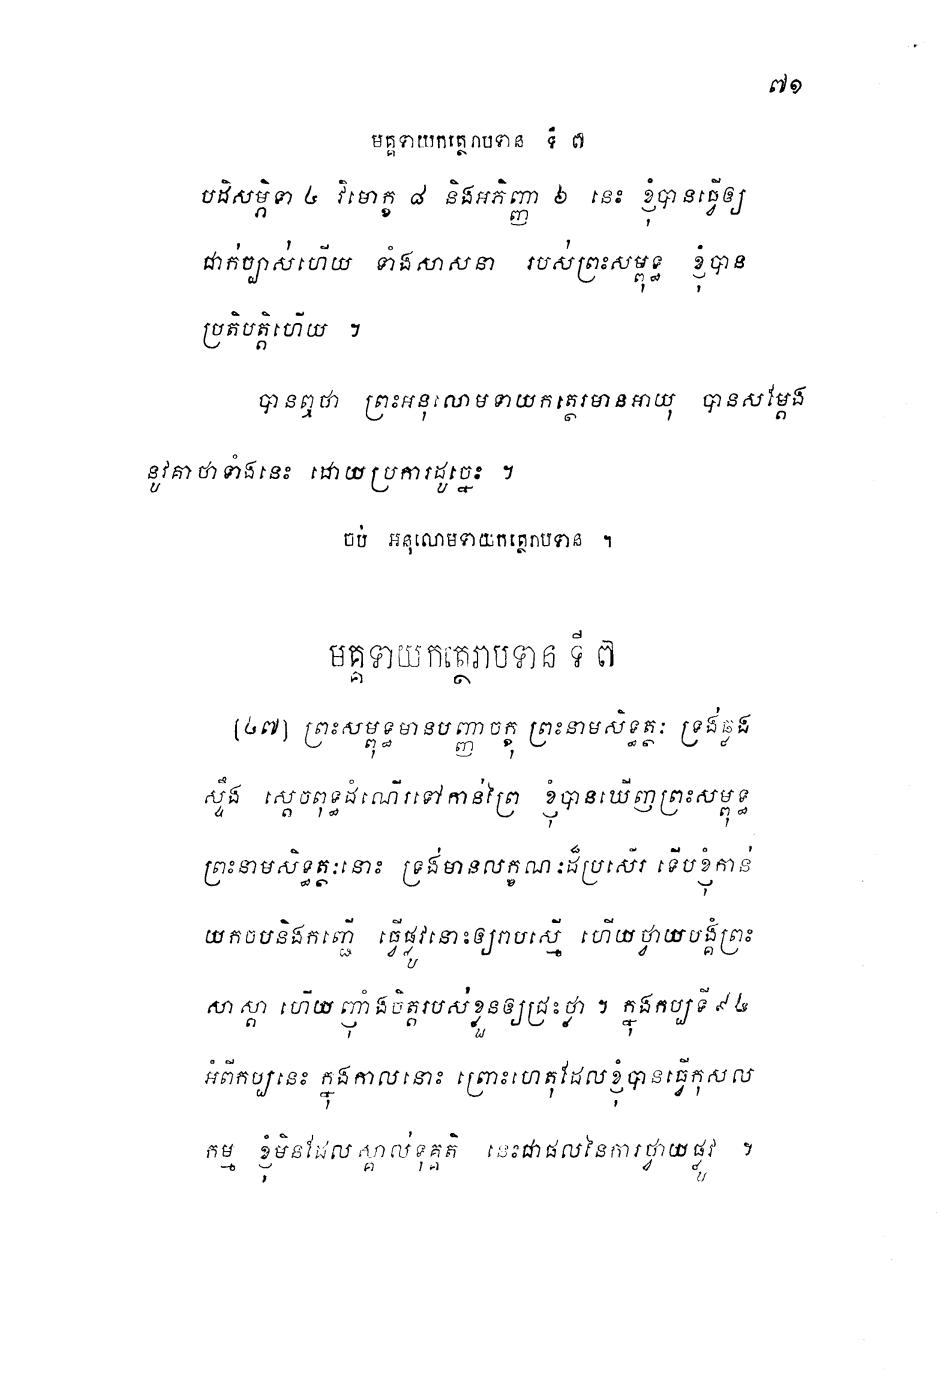 ៧១
មគ្គទាយកត្ថេរាបទាន ទី ៧
បដិសម្ភិទា ៤ វិមោក្ខ ៨ និងអភិញ្ញា ៦ នេះ ខ្ញុំបានធ្វើឲ្យ
ជាក់ច្បាស់ហើយ ទាំងសាសនា របស់ព្រះសម្ពុទ្ធ ខ្ញុំបាន
ប្រតិបត្តិហើយ ។
បានឮថា ព្រះអនុលោមទាយកត្ថេរមានអាយុ បានសម្តែង
នូវគាថាទាំងនេះ ដោយប្រការដូច្នេះ ។
ចប់ អនុលោមទាយកត្ថេរាបទាន ។
មគ្គទាយកត្ថេរាបទាន ទី ៧
(៤៧) ព្រះសម្ពុទ្ធមានបញ្ញាចក្ខុ ព្រះនាមសិទ្ធត្ថៈ ទ្រង់ឆ្លង
ស្ទឹង ស្តេចពុទ្ធដំណើរទៅកាន់ព្រៃ ខ្ញុំបានឃើញព្រះសម្ពុទ្ធ
ព្រះនាមសិទ្ធត្ថៈនោះ ទ្រង់មានលក្ខណៈដ៏ប្រសើរ ទើបខ្ញុំកាន់
យកចបនិងកញ្ជើ ធ្វើផ្លូវនោះឲ្យរាបស្មើ ហើយថ្វាយបង្គំព្រះ
សាស្តា ហើយញ៉ាំងចិត្តរបស់ខ្លួនឲ្យជ្រះថ្លា ។ ក្នុងកប្បទី ៩៤
អំពីកប្បនេះ ក្នុងកាលនោះ ព្រោះហេតុដែលខ្ញុំបានធ្វើកុសល
កម្ម ខ្ញុំមិនដែលស្គាល់ទុគ្គតិ នេះជាផលនៃការថ្វាយផ្លូវ ។